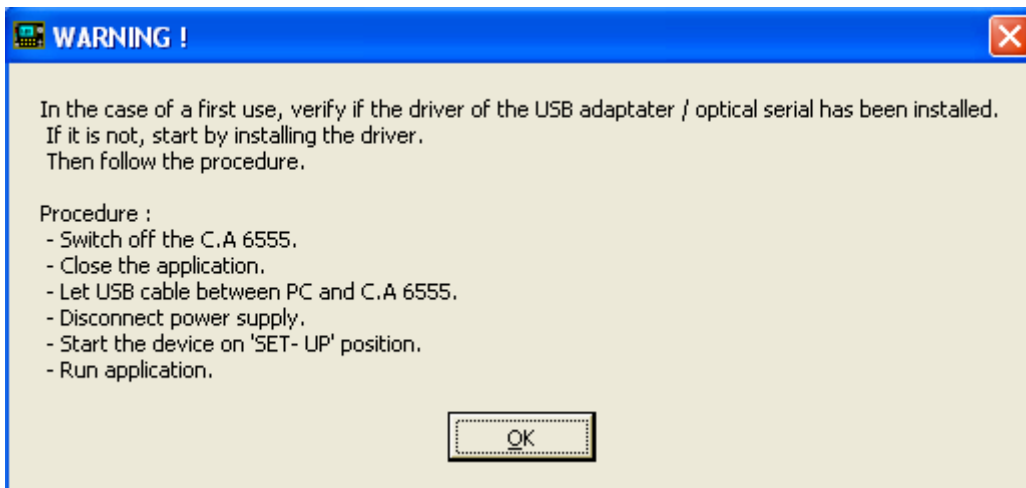 WARNING !
In the case of a first use, verify if the driver of the USB adaptater / optical serial has been installed.
If it is not, start by installing the driver.
Then follow the procedure.
Procedure :
- Switch off the C.A 6555.
- Close the application.
- Let USB cable between PC and C.A 6555.
- Disconnect power supply.
- Start the device on 'SET- UP' position.
- Run application.
OK